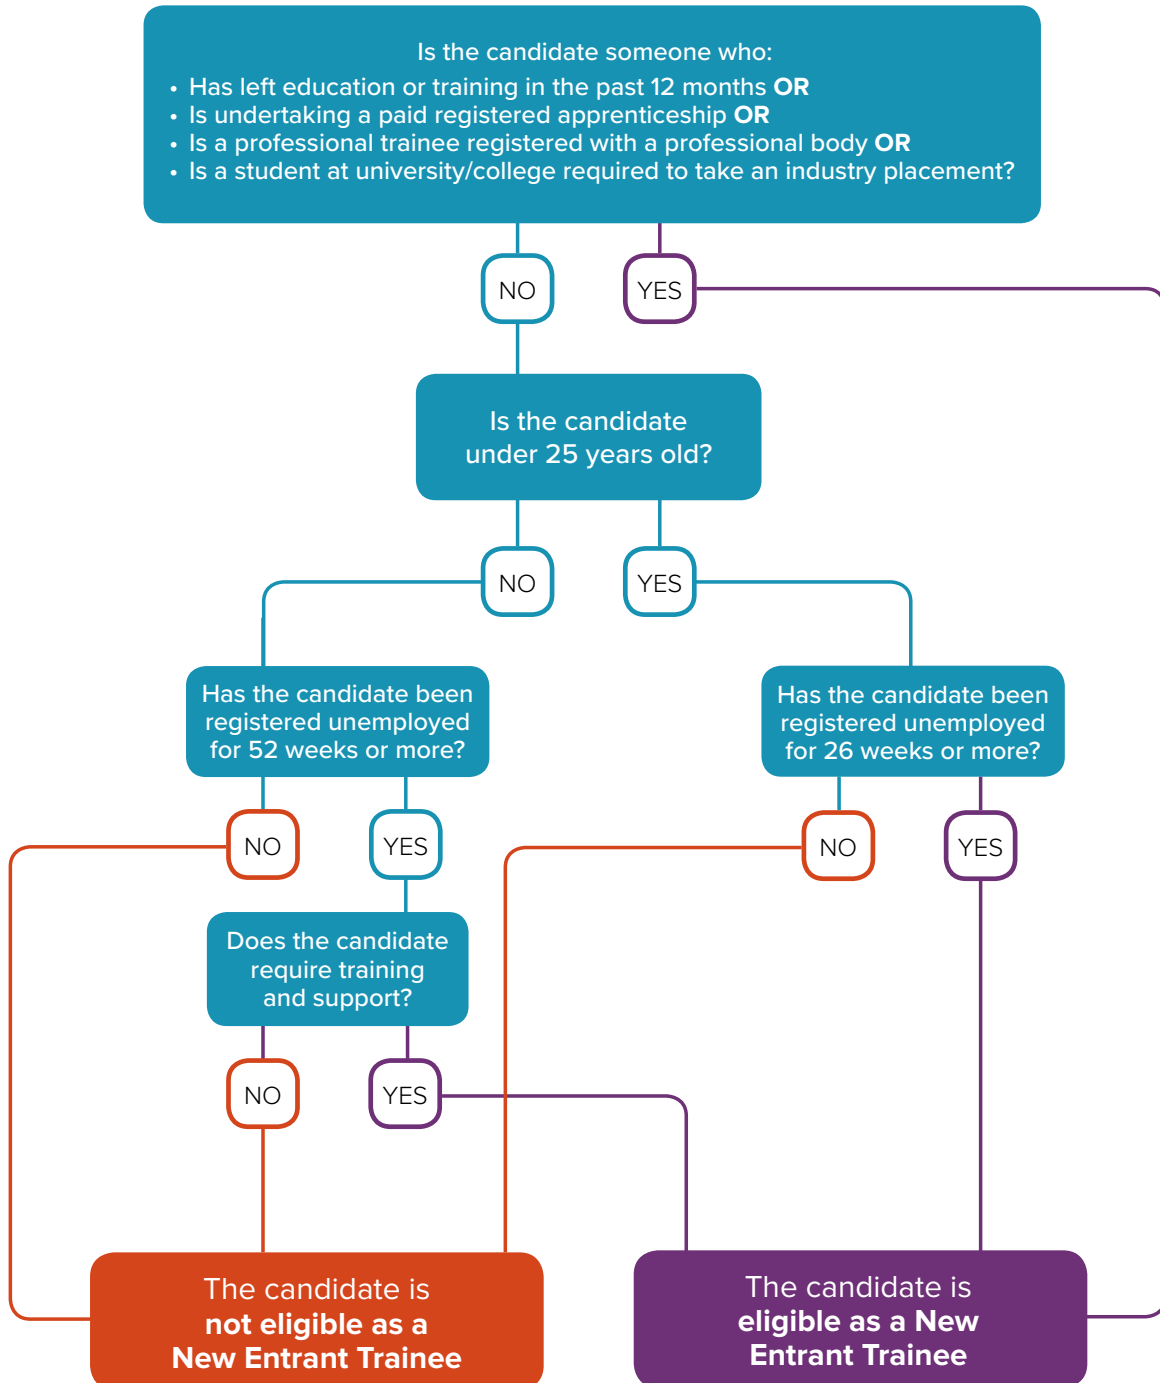 Is the candidate someone who:
• Has left education or training in the past 12 months OR
• Is undertaking a paid registered apprenticeship OR
• Is a professional trainee registered with a professional body OR
• Is a student at university/college required to take an industry placement?
NO
YES
Is the candidate
under 25 years old?
NO
YES
Has the candidate been
registered unemployed
for 52 weeks or more?
Has the candidate been
registered unemployed
for 26 weeks or more?
NO
YES
NO
YES
Does the candidate
require training
and support?
NO
YES
The candidate is
not eligible as a
New Entrant Trainee
The candidate is
eligible as a New
Entrant Trainee